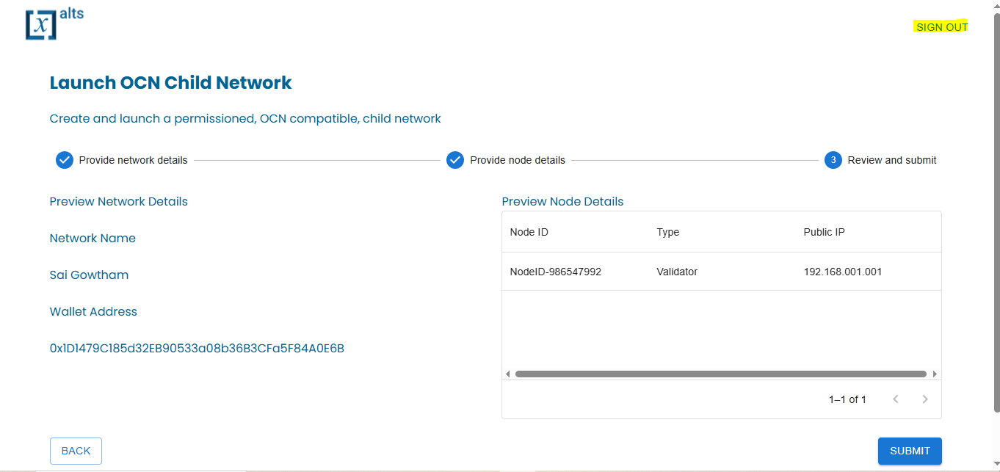 [x] alts
SIGN OUT
Launch OCN Child Network
Create and launch a permissioned, OCN compatible, child network
Provide network details
Provide node details
3 Review and submit
Preview Network Details
Network Name
Sai Gowtham
Wallet Address
0x1D1479C185d32EB90533a08b36B3CFa5F84A0E6B
Preview Node Details
Node ID Type Public IP
NodeID-986547992 Validator 192.168.001.001
1–1 of 1
BACK
SUBMIT